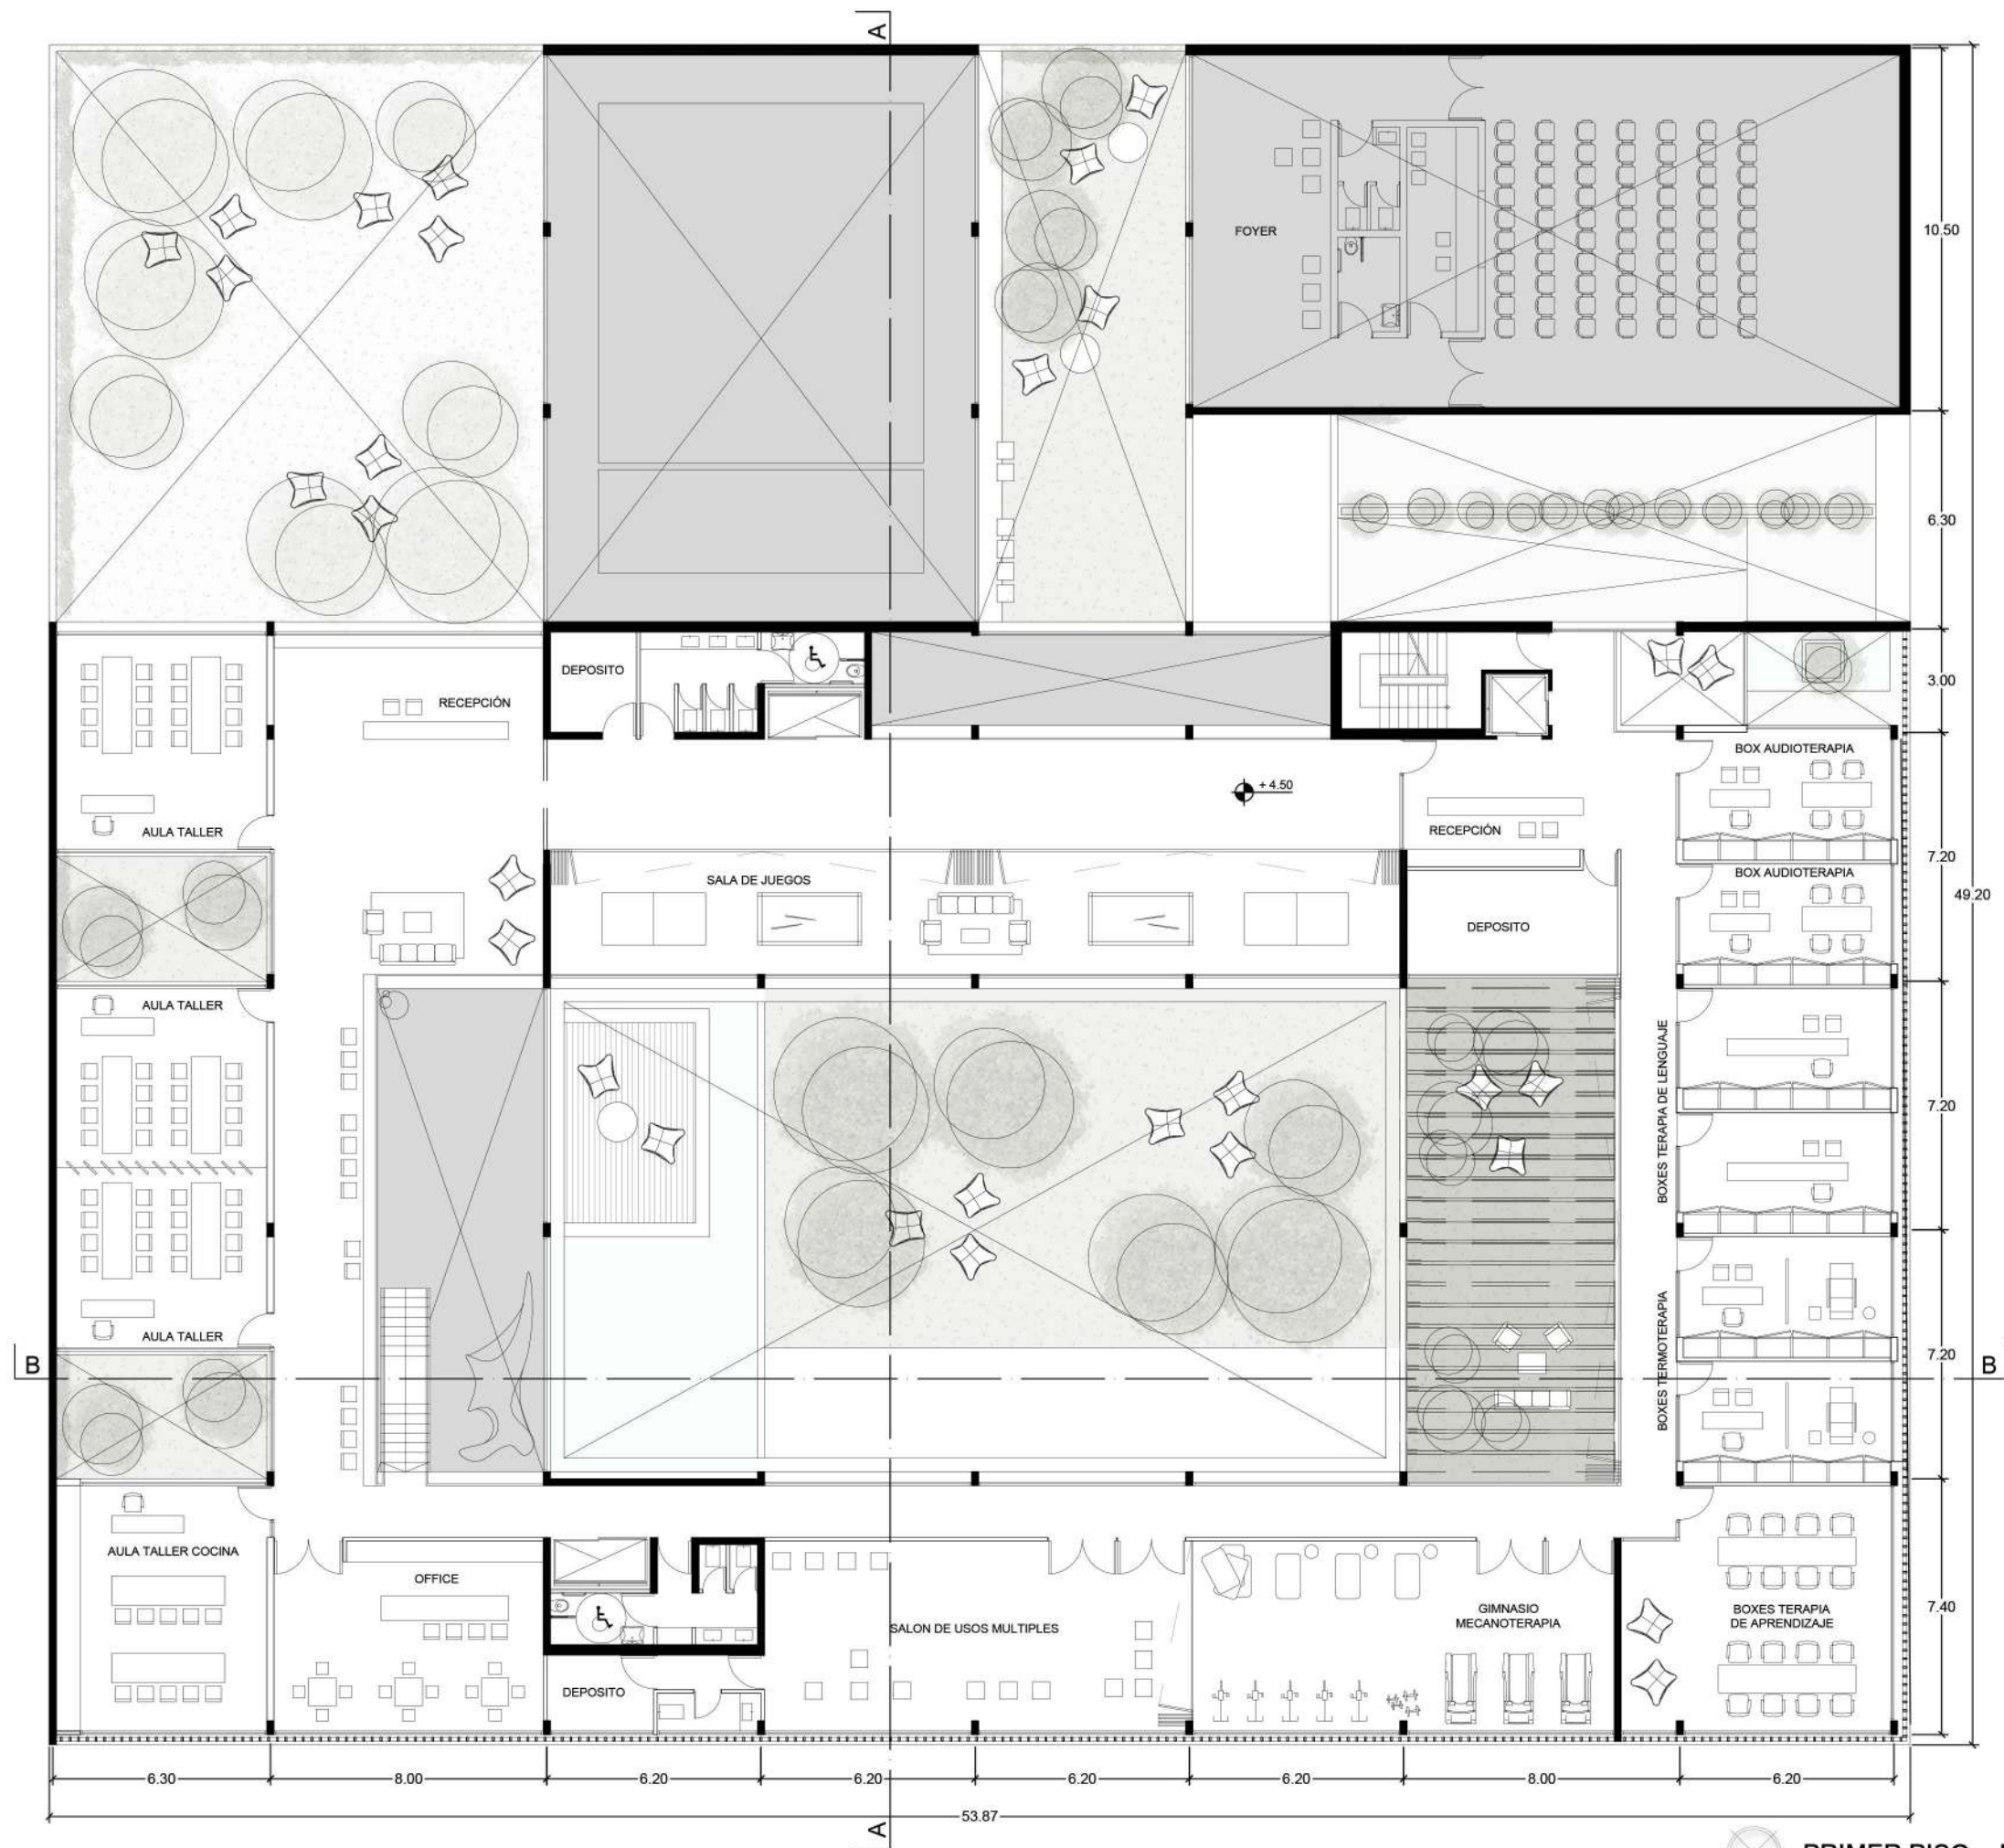 A
FOYER
10.50
6.30
DEPOSITO
RECEPCIÓN
3.00
BOX AUDIOTERAPIA
+ 4.50
AULA TALLER
RECEPCIÓN
7.20
BOX AUDIOTERAPIA
SALA DE JUEGOS
49.20
DEPOSITO
AULA TALLER
BOXES TERAPIA DE LENGUAJE
7.20
AULA TALLER
BOXES TERMOTERAPIA
7.20
B
B
AULA TALLER COCINA
OFFICE
SALON DE USOS MULTIPLES
GIMNASIO
MECANOTERAPIA
BOXES TERAPIA
DE APRENDIZAJE
7.40
DEPOSITO
6.30
8.00
6.20
6.20
6.20
6.20
8.00
6.20
53.87
A